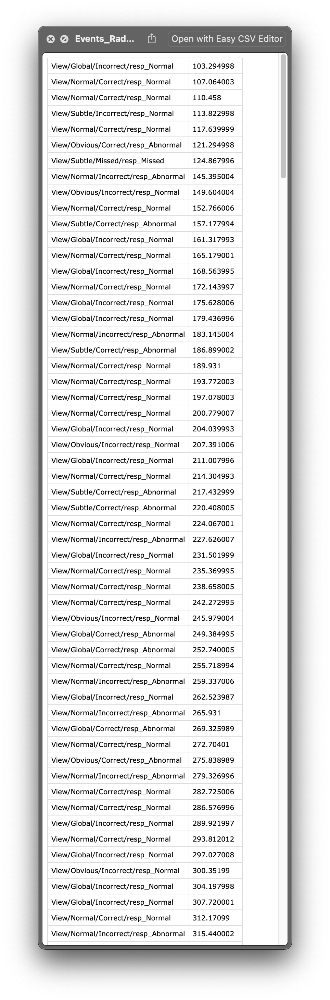 Events_Rad... Open with Easy CSV Editor
View/Global/Incorrect/resp_Normal 103.294998
View/Normal/Correct/resp_Normal 107.064003
View/Normal/Correct/resp_Normal 110.458
View/Subtle/Incorrect/resp_Normal 113.822998
View/Normal/Correct/resp_Normal 117.639999
View/Obvious/Correct/resp_Abnormal 121.294998
View/Subtle/Missed/resp_Missed 124.867996
View/Normal/Incorrect/resp_Abnormal 145.395004
View/Obvious/Incorrect/resp_Normal 149.604004
View/Normal/Correct/resp_Normal 152.766006
View/Subtle/Correct/resp_Abnormal 157.177994
View/Global/Incorrect/resp_Normal 161.317993
View/Normal/Correct/resp_Normal 165.179001
View/Global/Incorrect/resp_Normal 168.563995
View/Normal/Correct/resp_Normal 172.143997
View/Global/Incorrect/resp_Normal 175.628006
View/Global/Incorrect/resp_Normal 179.436996
View/Normal/Incorrect/resp_Abnormal 183.145004
View/Subtle/Correct/resp_Abnormal 186.899002
View/Normal/Correct/resp_Normal 189.931
View/Normal/Correct/resp_Normal 193.772003
View/Normal/Correct/resp_Normal 197.078003
View/Normal/Correct/resp_Normal 200.779007
View/Global/Incorrect/resp_Normal 204.039993
View/Obvious/Incorrect/resp_Normal 207.391006
View/Global/Incorrect/resp_Normal 211.007996
View/Normal/Correct/resp_Normal 214.304993
View/Subtle/Correct/resp_Abnormal 217.432999
View/Subtle/Correct/resp_Abnormal 220.408005
View/Normal/Correct/resp_Normal 224.067001
View/Normal/Incorrect/resp_Abnormal 227.626007
View/Global/Incorrect/resp_Normal 231.501999
View/Normal/Correct/resp_Normal 235.369995
View/Normal/Correct/resp_Normal 238.658005
View/Normal/Correct/resp_Normal 242.272995
View/Obvious/Incorrect/resp_Normal 245.979004
View/Global/Correct/resp_Abnormal 249.384995
View/Global/Correct/resp_Abnormal 252.740005
View/Normal/Correct/resp_Normal 255.718994
View/Normal/Incorrect/resp_Abnormal 259.337006
View/Global/Incorrect/resp_Normal 262.523987
View/Normal/Incorrect/resp_Abnormal 265.931
View/Global/Correct/resp_Abnormal 269.325989
View/Normal/Correct/resp_Normal 272.70401
View/Obvious/Correct/resp_Abnormal 275.838989
View/Normal/Incorrect/resp_Abnormal 279.326996
View/Normal/Correct/resp_Normal 282.725006
View/Normal/Correct/resp_Normal 286.576996
View/Global/Incorrect/resp_Normal 289.921997
View/Normal/Correct/resp_Normal 293.812012
View/Global/Incorrect/resp_Normal 297.027008
View/Obvious/Incorrect/resp_Normal 300.35199
View/Global/Incorrect/resp_Normal 304.197998
View/Global/Incorrect/resp_Normal 307.720001
View/Normal/Correct/resp_Normal 312.17099
View/Normal/Incorrect/resp_Abnormal 315.440002